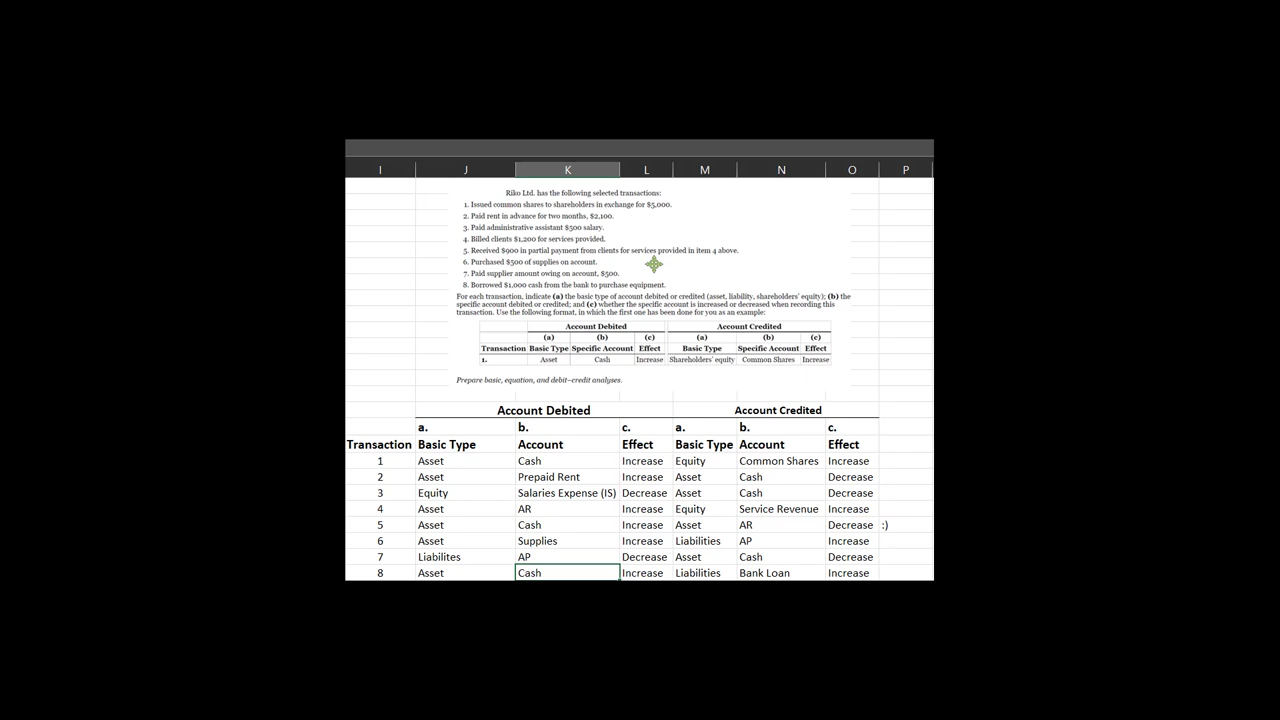 I J K L M N O P
Riko Ltd. has the following selected transactions:
1. Issued common shares to shareholders in exchange for $5,000.
2. Paid rent in advance for two months, $2,100.
3. Paid administrative assistant $500 salary.
4. Billed clients $1,200 for services provided.
5. Received $900 in partial payment from clients for services provided in item 4 above.
6. Purchased $500 of supplies on account.
7. Paid supplier amount owing on account, $500.
8. Borrowed $1,000 cash from the bank to purchase equipment.
For each transaction, indicate (a) the basic type of account debited or credited (asset, liability, shareholders' equity); (b) the
specific account debited or credited; and (c) whether the specific account is increased or decreased when recording this
transaction. Use the following format, in which the first one has been done for you as an example:
Account Debited Account Credited
(a) (b) (c) (a) (b) (c)
Transaction Basic Type Specific Account Effect Basic Type Specific Account Effect
1. Asset Cash Increase Shareholders' equity Common Shares Increase
Prepare basic, equation, and debit–credit analyses.
Account Debited Account Credited
a. b. c. a. b. c.
Transaction Basic Type Account Effect Basic Type Account Effect
1 Asset Cash Increase Equity Common Shares Increase
2 Asset Prepaid Rent Increase Asset Cash Decrease
3 Equity Salaries Expense (IS) Decrease Asset Cash Decrease
4 Asset AR Increase Equity Service Revenue Increase
5 Asset Cash Increase Asset AR Decrease :)
6 Asset Supplies Increase Liabilities AP Increase
7 Liabilites AP Decrease Asset Cash Decrease
8 Asset Cash Increase Liabilities Bank Loan Increase